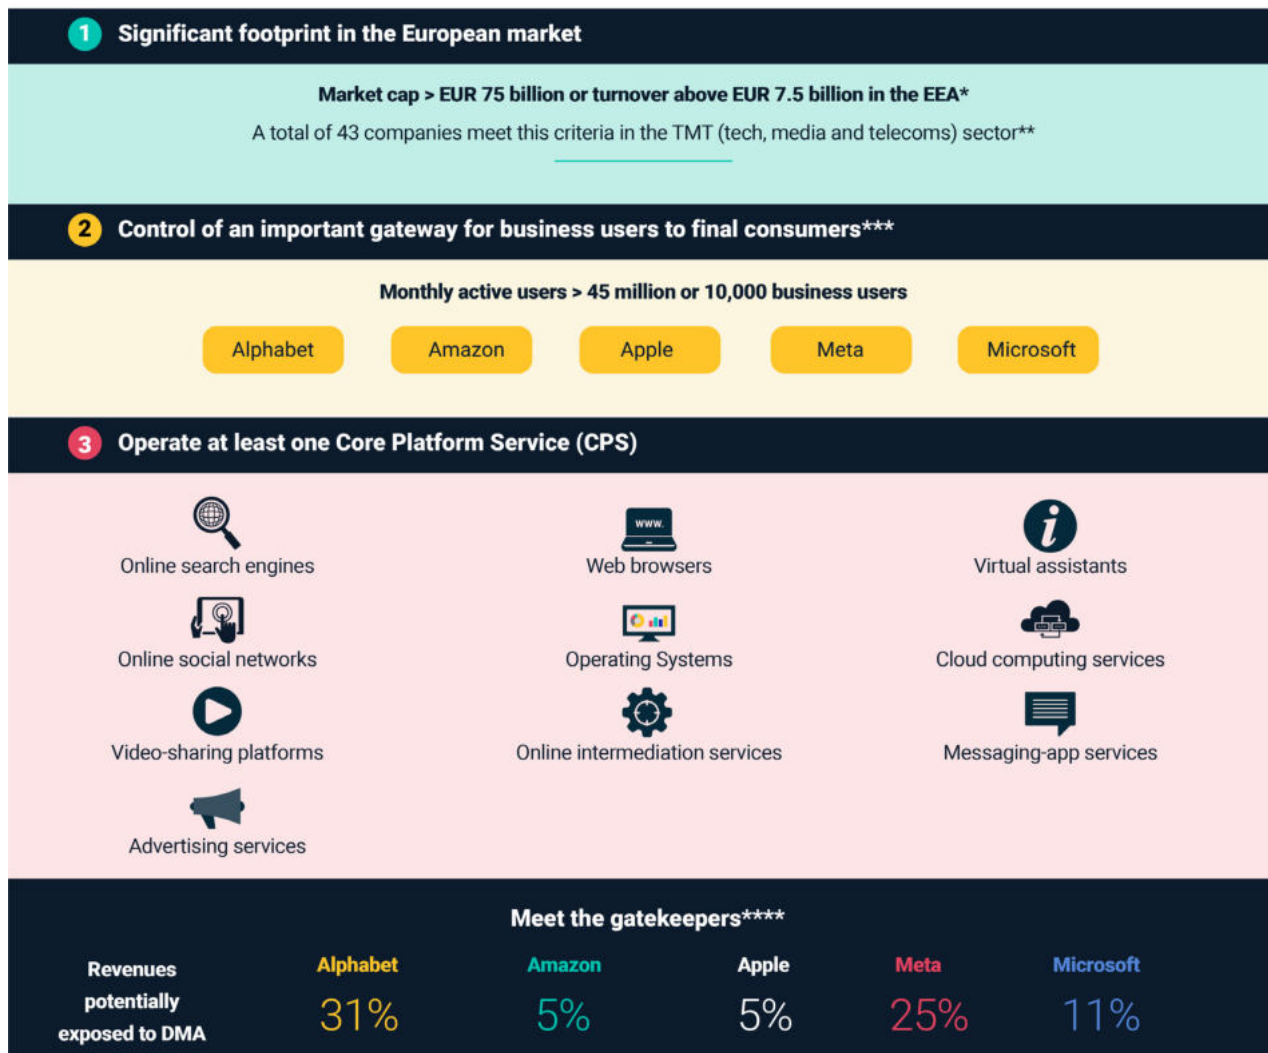 1 Significant footprint in the European market
Market cap > EUR 75 billion or turnover above EUR 7.5 billion in the EEA*
A total of 43 companies meet this criteria in the TMT (tech, media and telecoms) sector**
2 Control of an important gateway for business users to final consumers***
Monthly active users > 45 million or 10,000 business users
Alphabet Amazon Apple Meta Microsoft
3 Operate at least one Core Platform Service (CPS)
www.
Online search engines Web browsers Virtual assistants
Online social networks Operating Systems Cloud computing services
Video-sharing platforms Online intermediation services Messaging-app services
Advertising services
Meet the gatekeepers****
Revenues
potentially
exposed to DMA
Alphabet Amazon Apple Meta Microsoft
31% 5% 5% 25% 11%